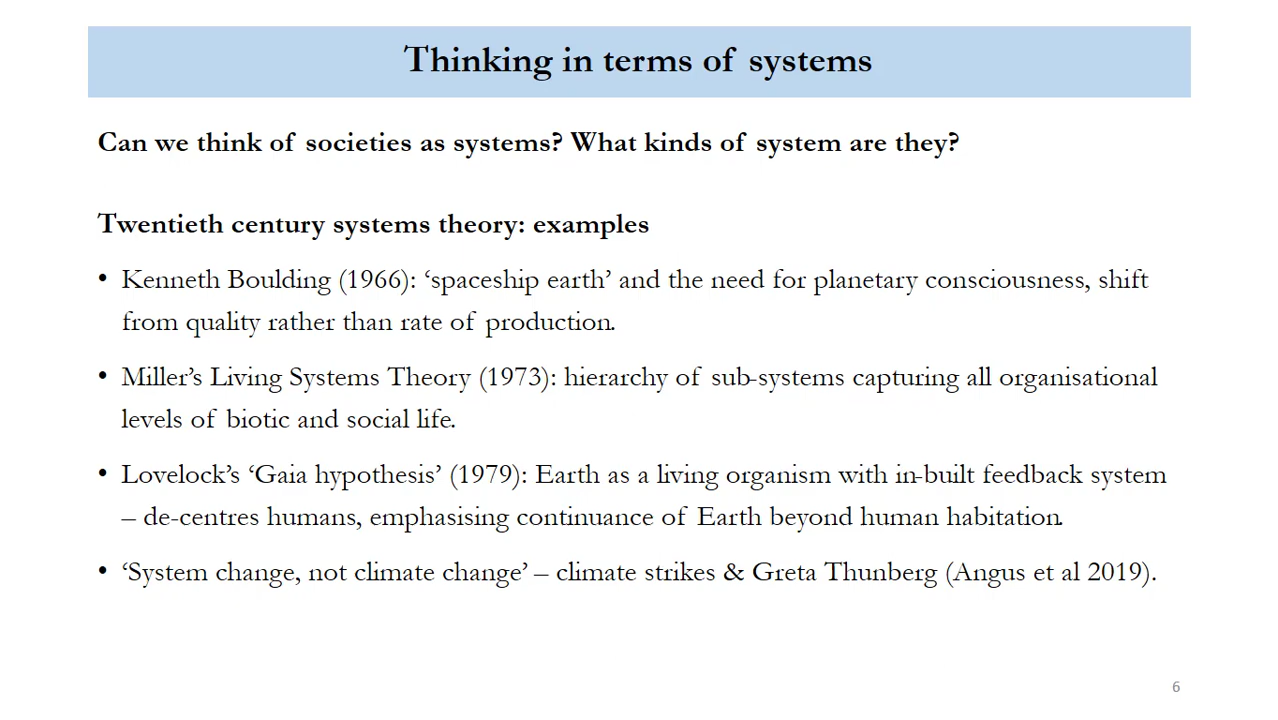 Thinking in terms of systems
Can we think of societies as systems? What kinds of system are they?
Twentieth century systems theory: examples
• Kenneth Boulding (1966): ‘spaceship earth’ and the need for planetary consciousness, shift
from quality rather than rate of production.
• Miller’s Living Systems Theory (1973): hierarchy of sub-systems capturing all organisational
levels of biotic and social life.
• Lovelock’s ‘Gaia hypothesis’ (1979): Earth as a living organism with in-built feedback system
– de-centres humans, emphasising continuance of Earth beyond human habitation.
• ‘System change, not climate change’ – climate strikes & Greta Thunberg (Angus et al 2019).
6